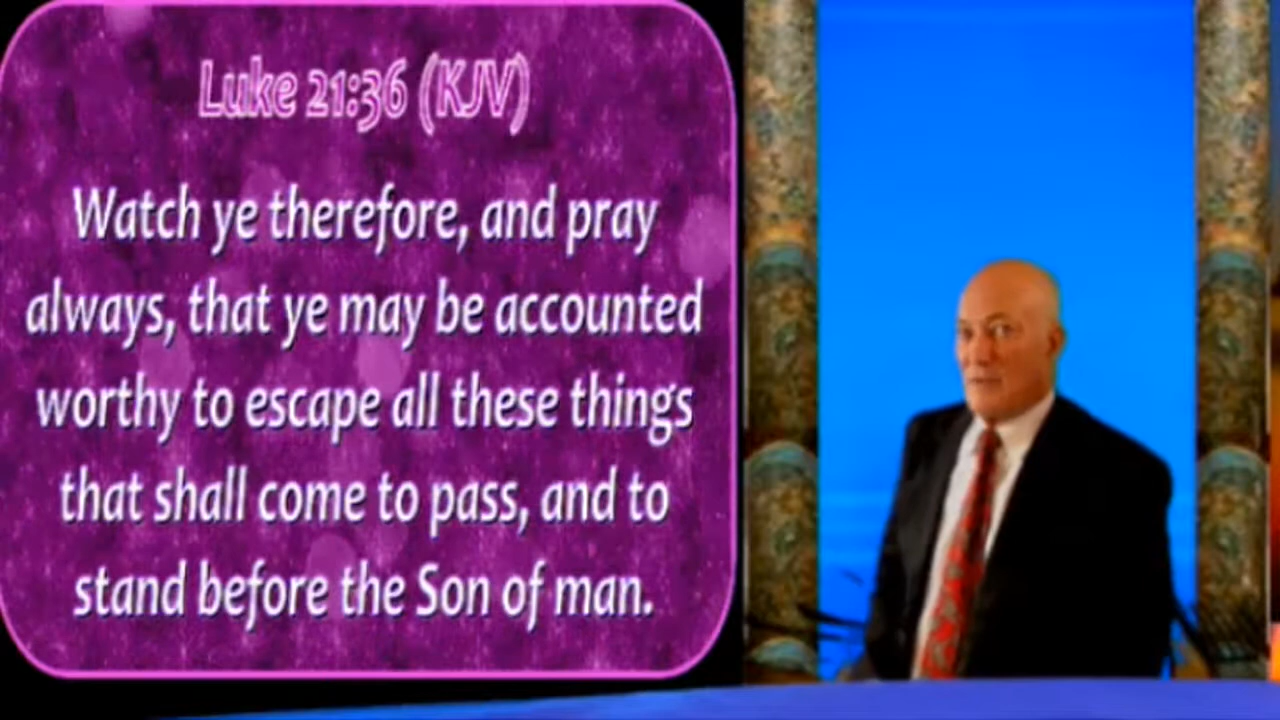 Luke 21:36 (KJV)
Watch ye therefore, and pray
always, that ye may be accounted
worthy to escape all these things
that shall come to pass, and to
stand before the Son of man.